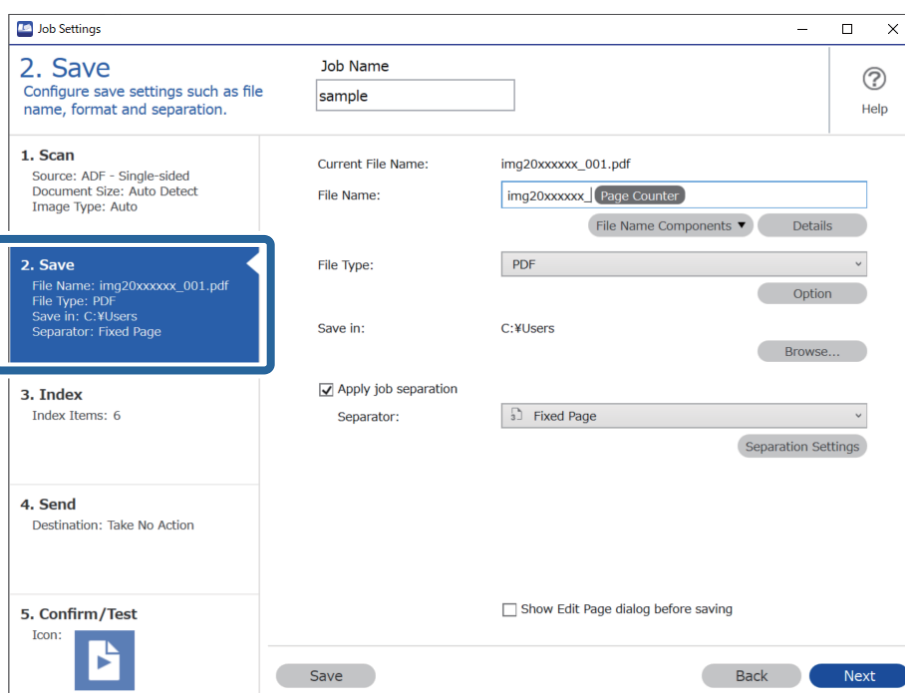 Job Settings
2. Save
Configure save settings such as file
name, format and separation.
Job Name
sample
Help
1. Scan
Source: ADF - Single-sided
Document Size: Auto Detect
Image Type: Auto
2. Save
File Name: img20xxxxxx_001.pdf
File Type: PDF
Save in: C:¥Users
Separator: Fixed Page
3. Index
Index Items: 6
4. Send
Destination: Take No Action
5. Confirm/Test
Icon:
Current File Name: img20xxxxxx_001.pdf
File Name: img20xxxxxx_ Page Counter
File Name Components ▼ Details
File Type: PDF
Option
Save in: C:¥Users
Browse...
Apply job separation
Separator: Fixed Page
Separation Settings
Show Edit Page dialog before saving
Save Back Next